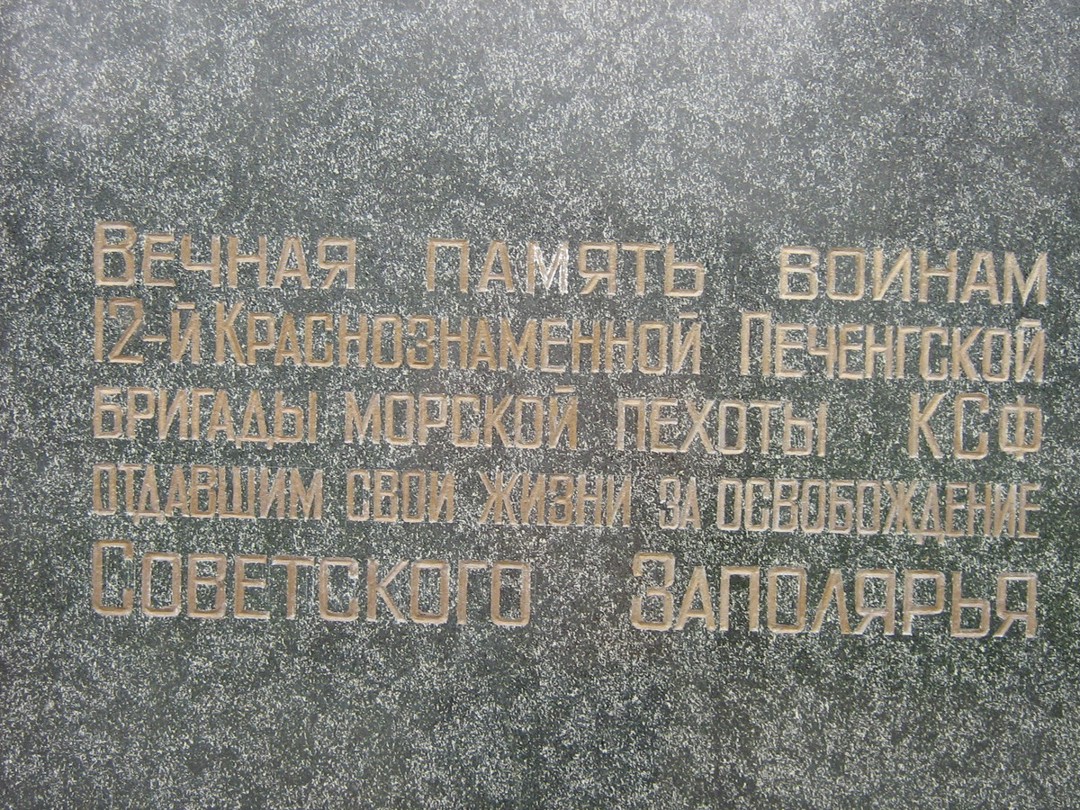 Вечная память воинам
12-й Краснознаменной Печенгской
бригады морской пехоты КСФ
отдавшим свои жизни за освобождение
Советского Заполярья